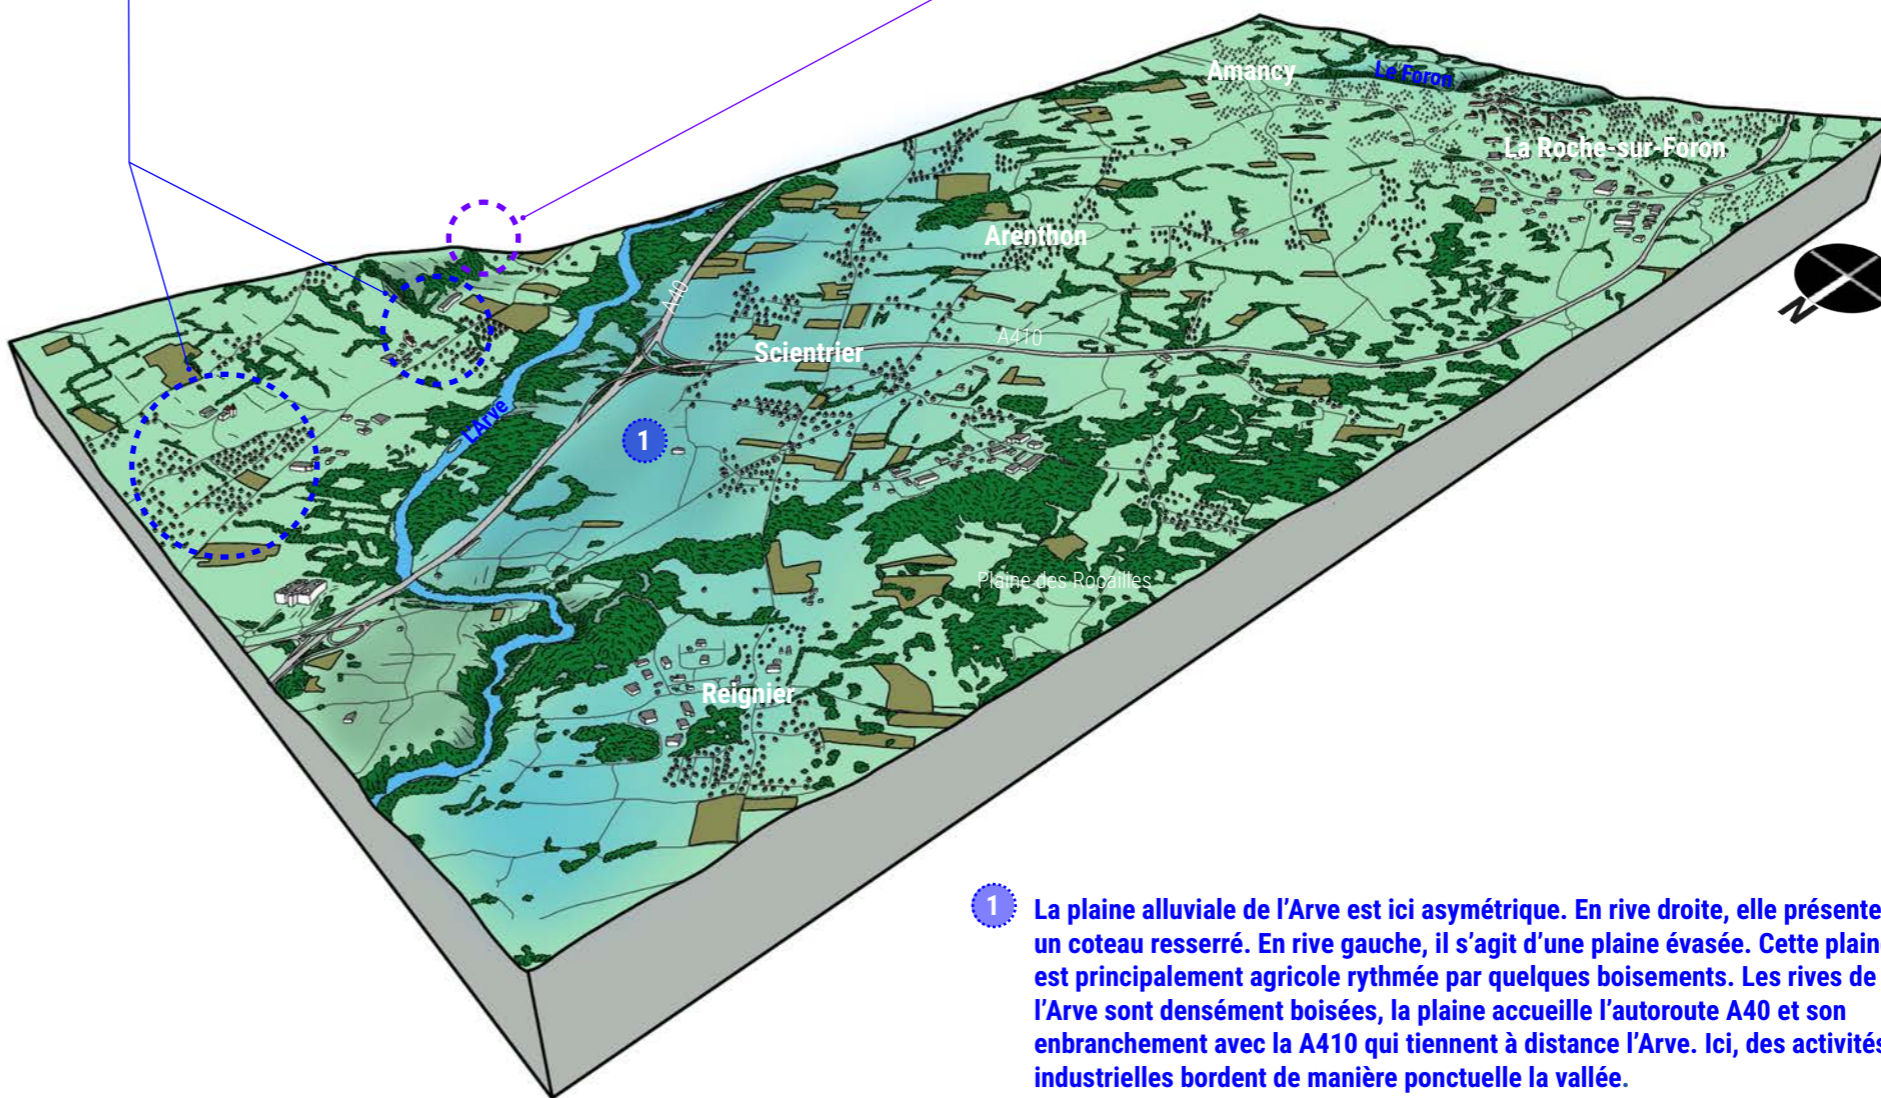 Amancy
Le Foron
La Roche-sur-Foron
Arenthon
A40
A410
Scientrier
L'Arve
1
N
Plaine des Rocailles
Reignier
1
La plaine alluviale de l’Arve est ici asymétrique. En rive droite, elle présente
un coteau resserré. En rive gauche, il s’agit d’une plaine évasée. Cette plaine
est principalement agricole rythmée par quelques boisements. Les rives de
l’Arve sont densément boisées, la plaine accueille l’autoroute A40 et son
enbranchement avec la A410 qui tiennent à distance l’Arve. Ici, des activités
industrielles bordent de manière ponctuelle la vallée.